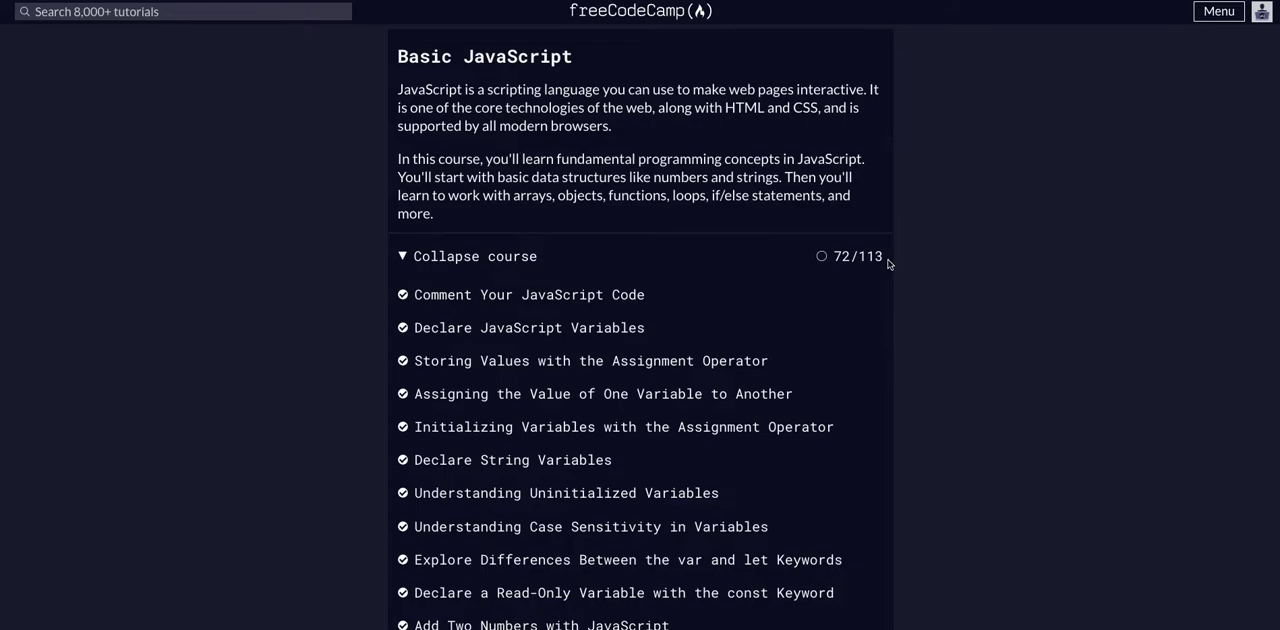 Search 8,000+ tutorials
freeCodeCamp
Menu
Basic JavaScript
JavaScript is a scripting language you can use to make web pages interactive. It
is one of the core technologies of the web, along with HTML and CSS, and is
supported by all modern browsers.
In this course, you'll learn fundamental programming concepts in JavaScript.
You'll start with basic data structures like numbers and strings. Then you'll
learn to work with arrays, objects, functions, loops, if/else statements, and
more.
Collapse course 72/113
Comment Your JavaScript Code
Declare JavaScript Variables
Storing Values with the Assignment Operator
Assigning the Value of One Variable to Another
Initializing Variables with the Assignment Operator
Declare String Variables
Understanding Uninitialized Variables
Understanding Case Sensitivity in Variables
Explore Differences Between the var and let Keywords
Declare a Read-Only Variable with the const Keyword
Add Two Numbers with JavaScript